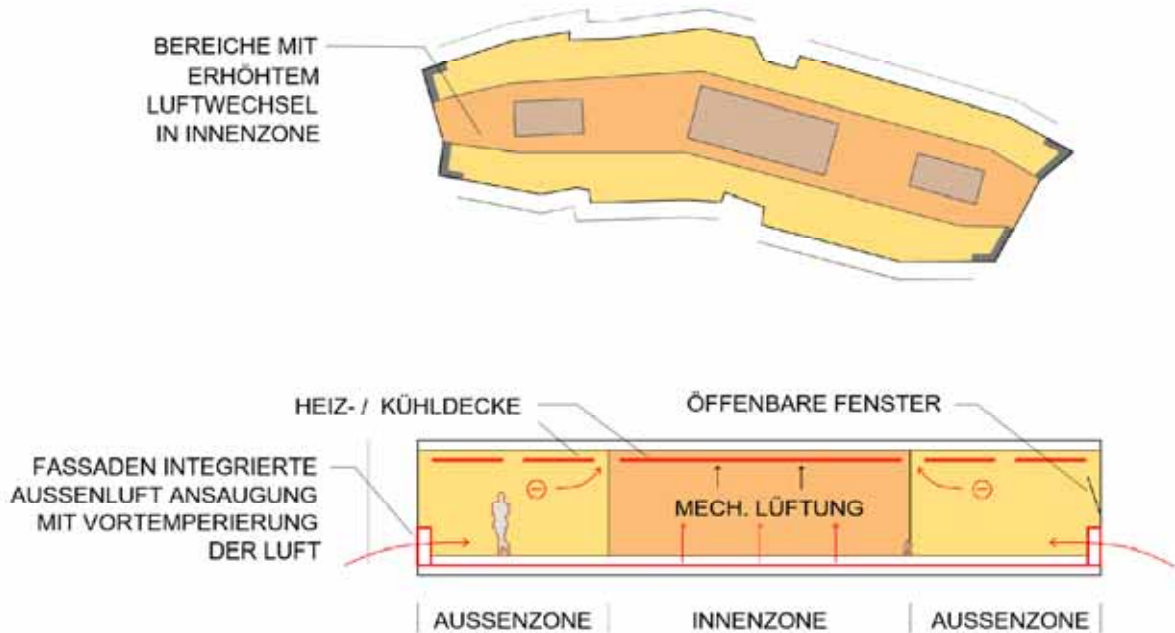 BEREICHE MIT
ERHÖHTEM
LUFTWECHSEL
IN INNENZONE
HEIZ- / KÜHLDECKE
ÖFFENBARE FENSTER
FASSADEN INTEGRIERTE
AUSSENLUFT ANSAUGUNG
MIT VORTEMPERIERUNG
DER LUFT
MECH. LÜFTUNG
AUSSENZONE
INNENZONE
AUSSENZONE